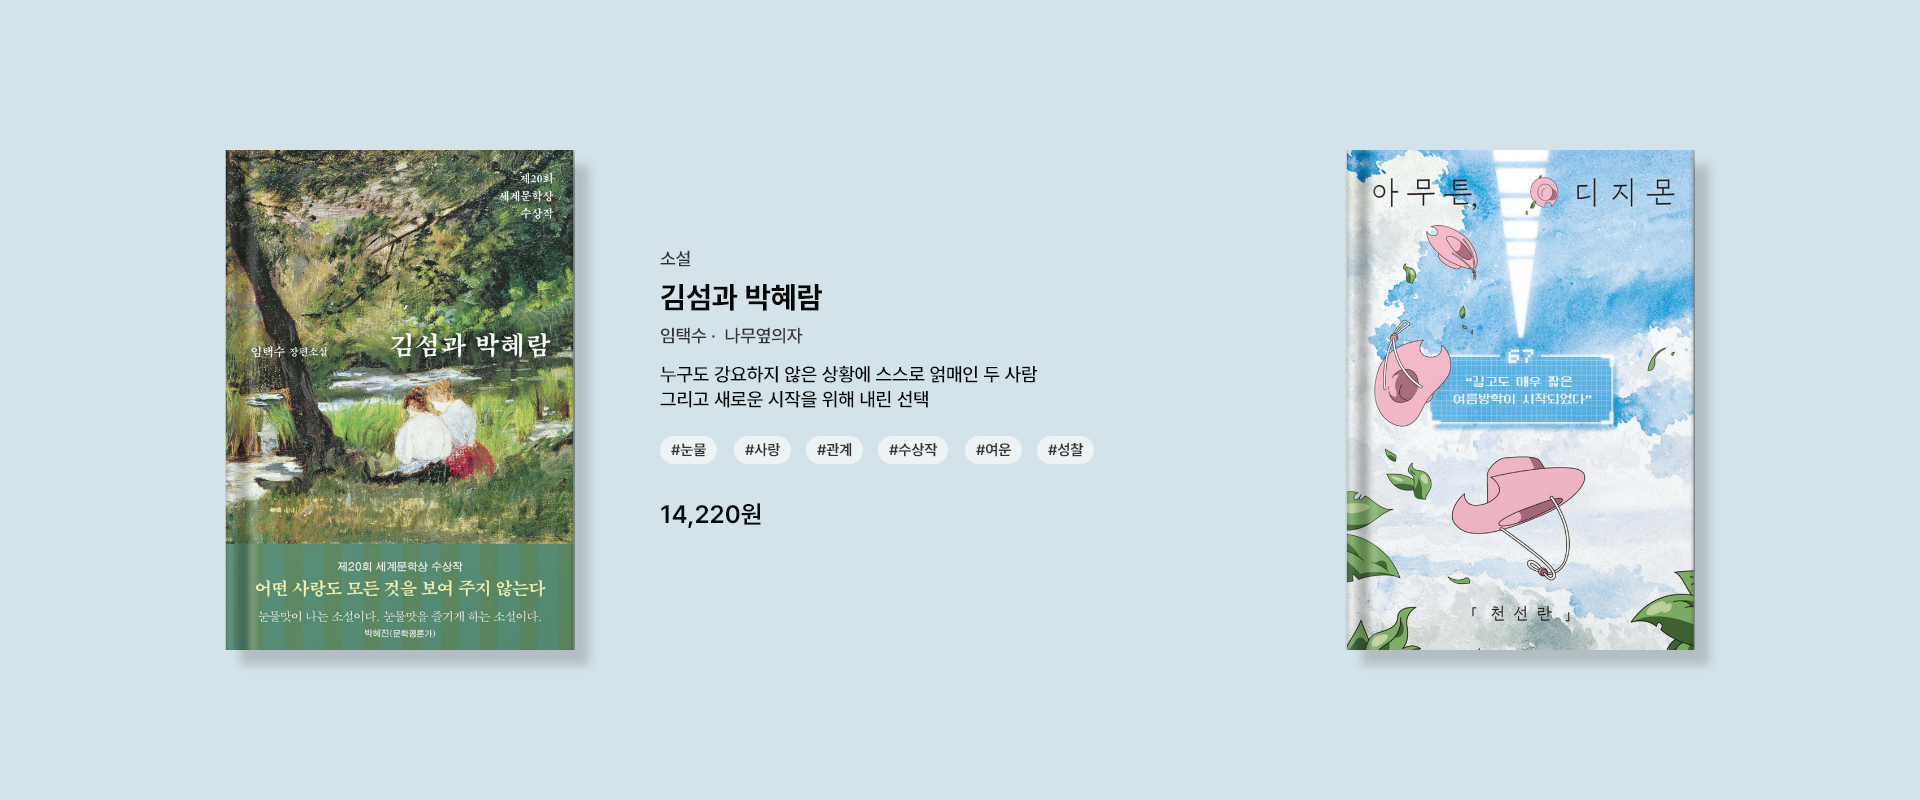 제20회
세계문학상
수상작
임택수 장편소설
김섬과 박혜람
제20회 세계문학상 수상작
어떤 사랑도 모든 것을 보여 주지 않는다
눈물맛이 나는 소설이다. 눈물맛을 즐기게 하는 소설이다.
박혜진(문학평론가)
소설
김섬과 박혜람
임택수 · 나무옆의자
누구도 강요하지 않은 상황에 스스로 얽매인 두 사람
그리고 새로운 시작을 위해 내린 선택
#눈물 #사랑 #관계 #수상작 #여운 #성찰
14,220원
아무튼, 디지몬
67
"길고도 매우 짧은
여름방학이 시작되었다"
「천선란」